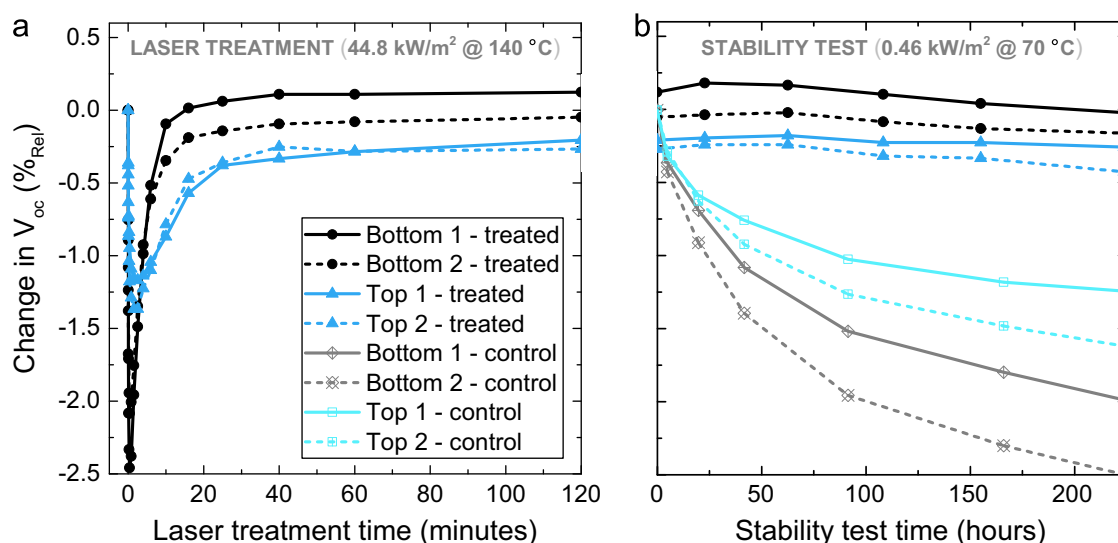 a
LASER TREATMENT (44.8 kW/m² @ 140 °C)
0.5
0.0
-0.5
-1.0
-1.5
-2.0
-2.5
Change in V_oc (%_Rel)
Bottom 1 - treated
Bottom 2 - treated
Top 1 - treated
Top 2 - treated
Bottom 1 - control
Bottom 2 - control
Top 1 - control
Top 2 - control
0 20 40 60 80 100 120
Laser treatment time (minutes)
b
STABILITY TEST (0.46 kW/m² @ 70 °C)
0 50 100 150 200
Stability test time (hours)